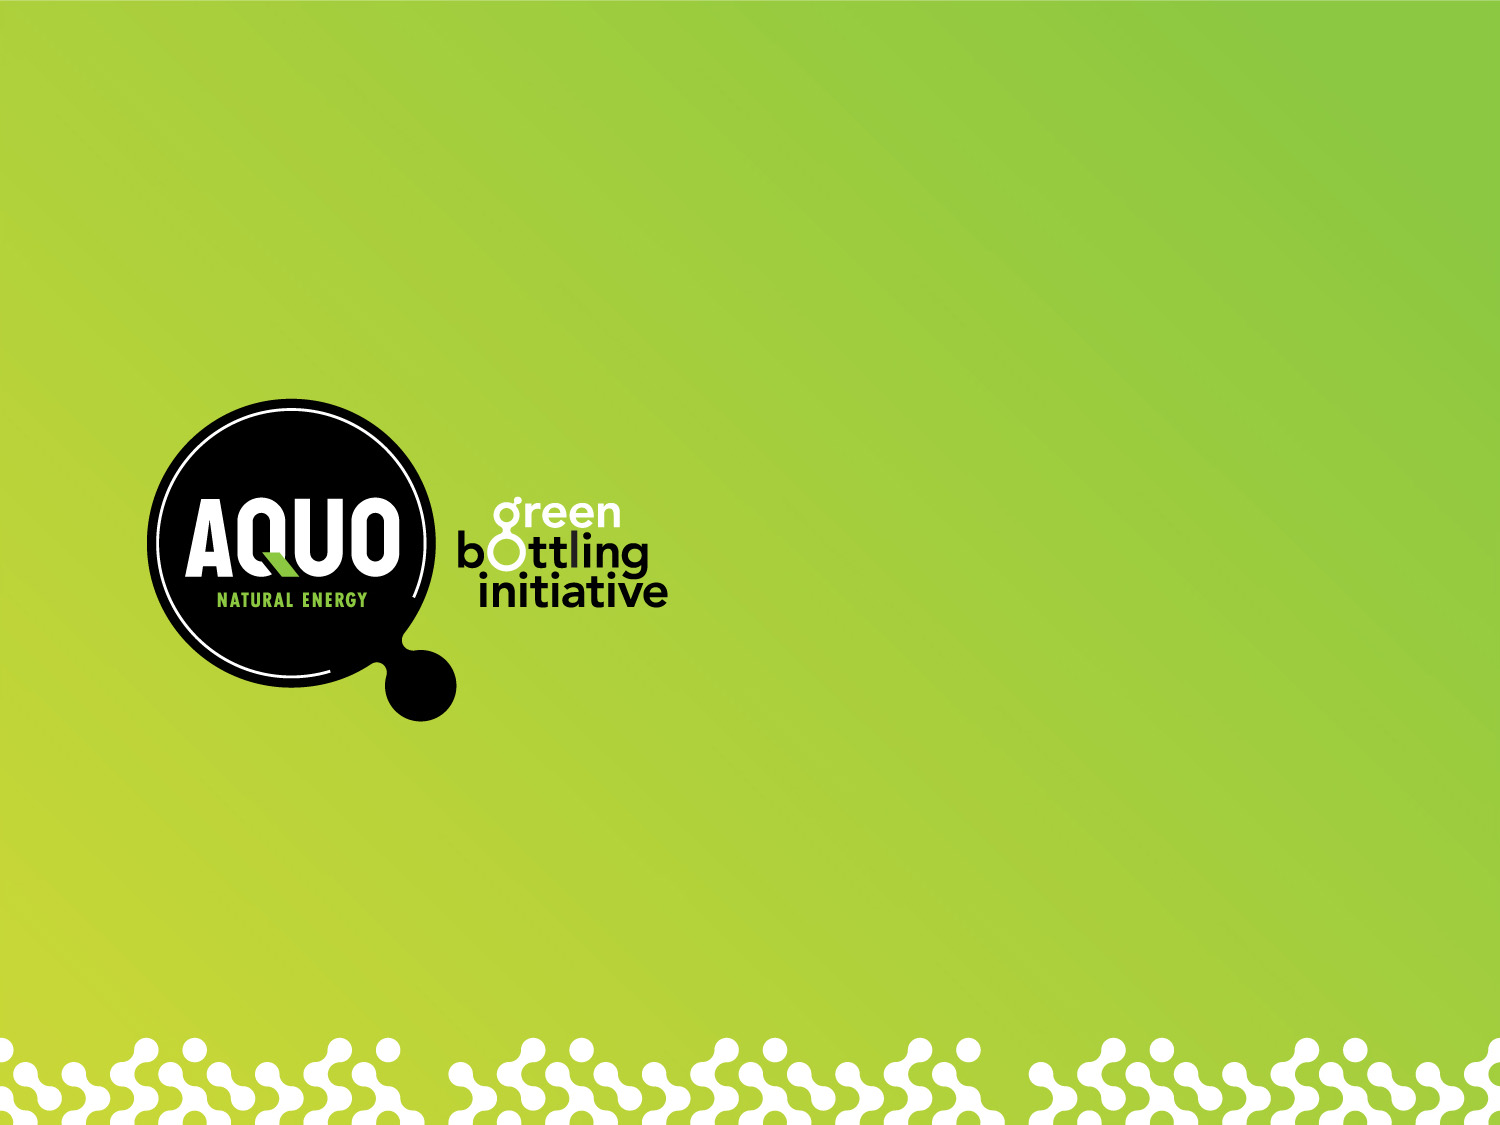 AQUO
NATURAL ENERGY
green
bottling
initiative